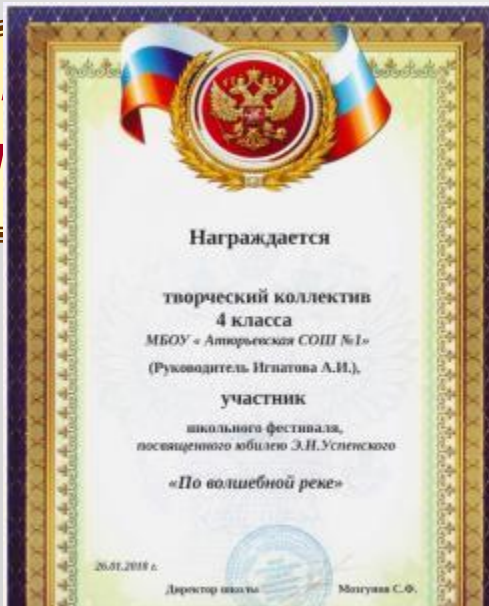 Награждается
творческий коллектив
4 класса
МБОУ « Атюрьевская СОШ №1»
(Руководитель Игнатова А.И.),
участник
школьного фестиваля,
посвященного юбилею Э.Н.Успенского
«По волшебной реке»
26.01.2018 г.
Директор школы Мозгунов С.Ф.